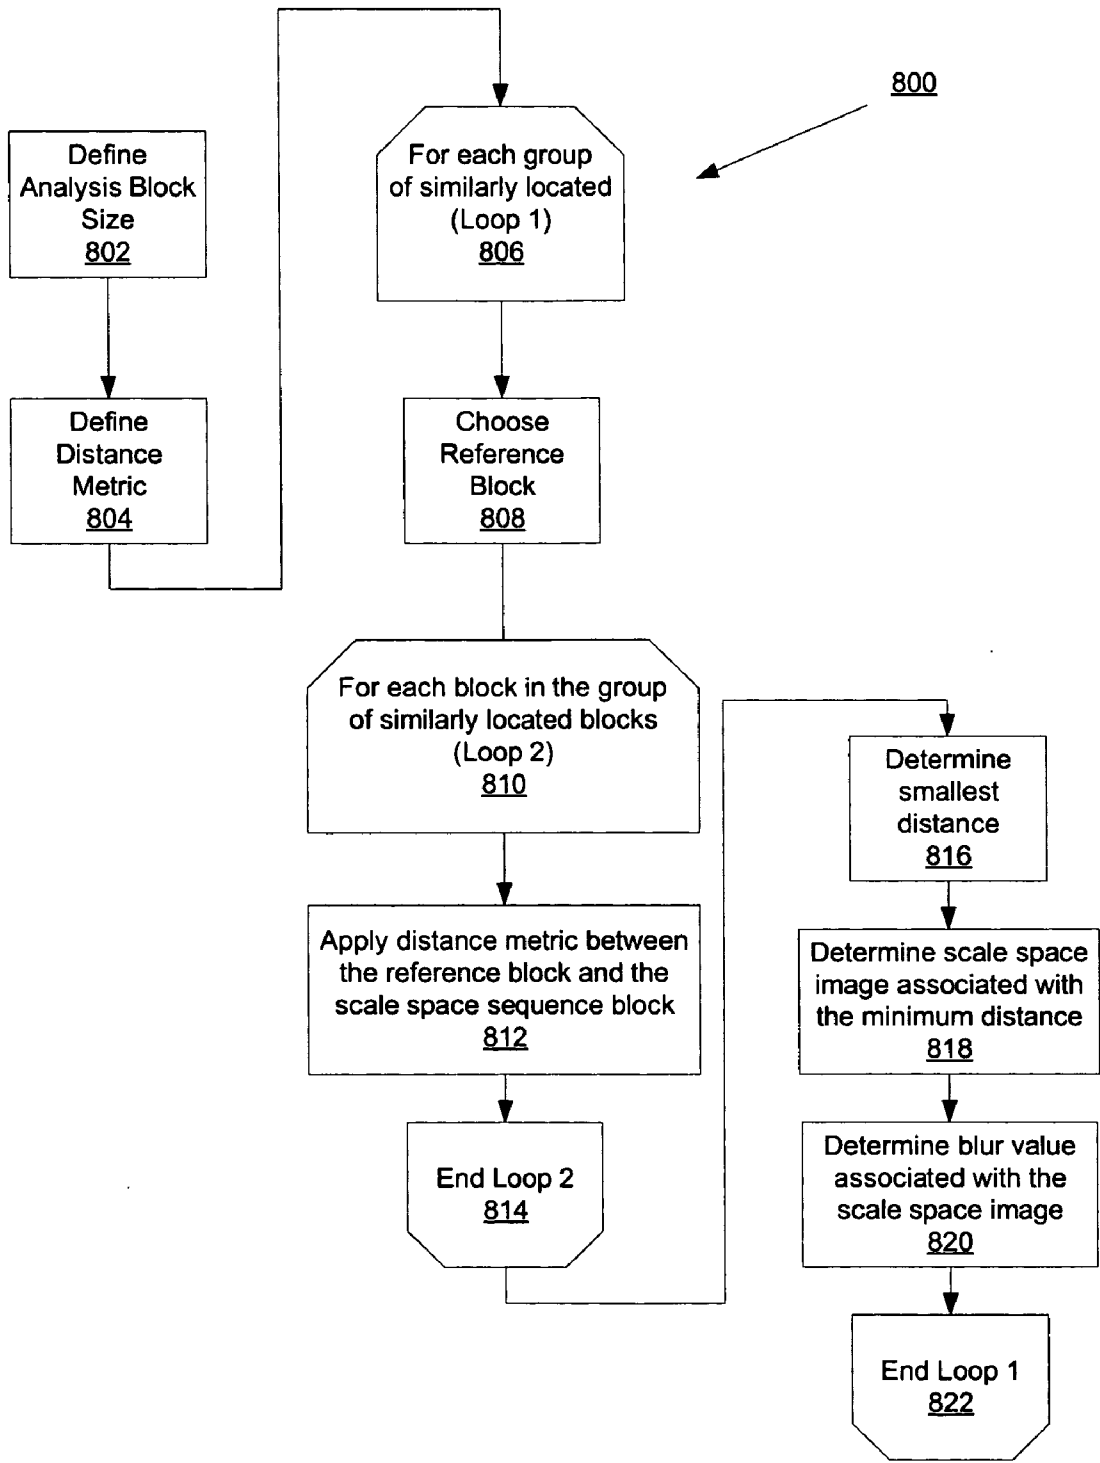 800
Define
Analysis Block
Size
802
Define
Distance
Metric
804
For each group
of similarly located
(Loop 1)
806
Choose
Reference
Block
808
For each block in the group
of similarly located blocks
(Loop 2)
810
Apply distance metric between
the reference block and the
scale space sequence block
812
End Loop 2
814
Determine
smallest
distance
816
Determine scale space
image associated with
the minimum distance
818
Determine blur value
associated with the
scale space image
820
End Loop 1
822